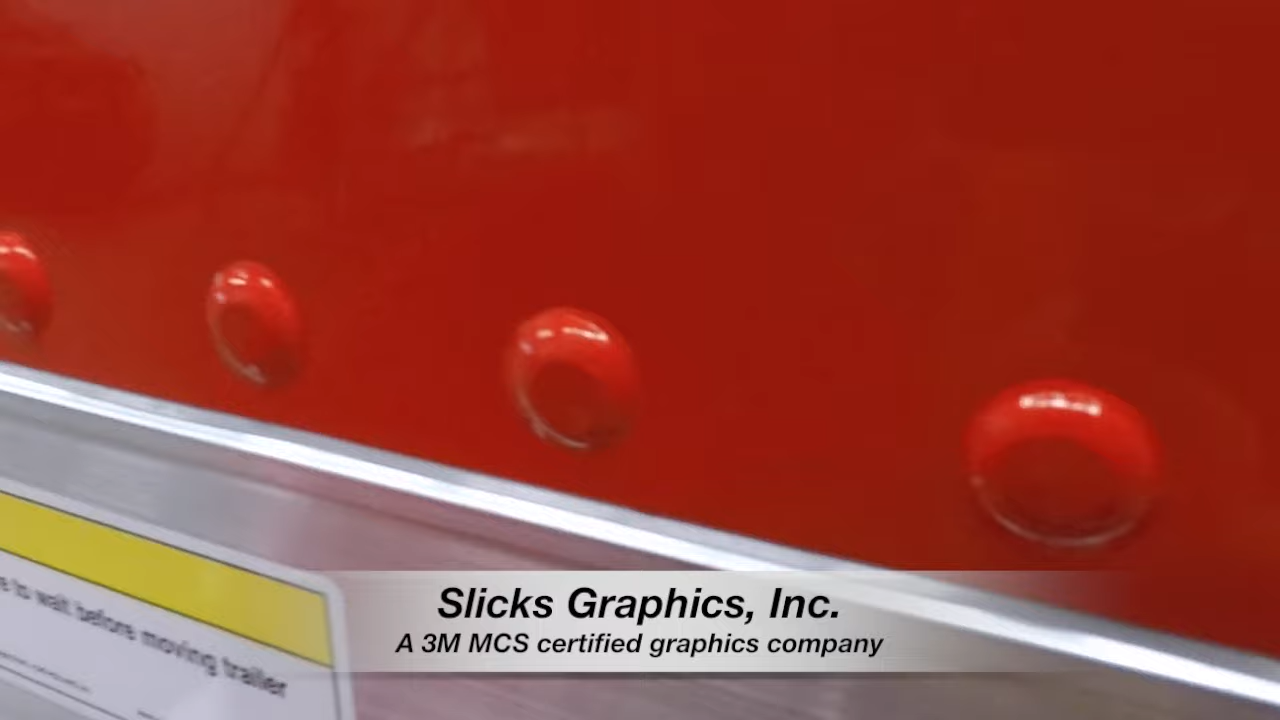 to wait before moving trailer
Slicks Graphics, Inc.
A 3M MCS certified graphics company